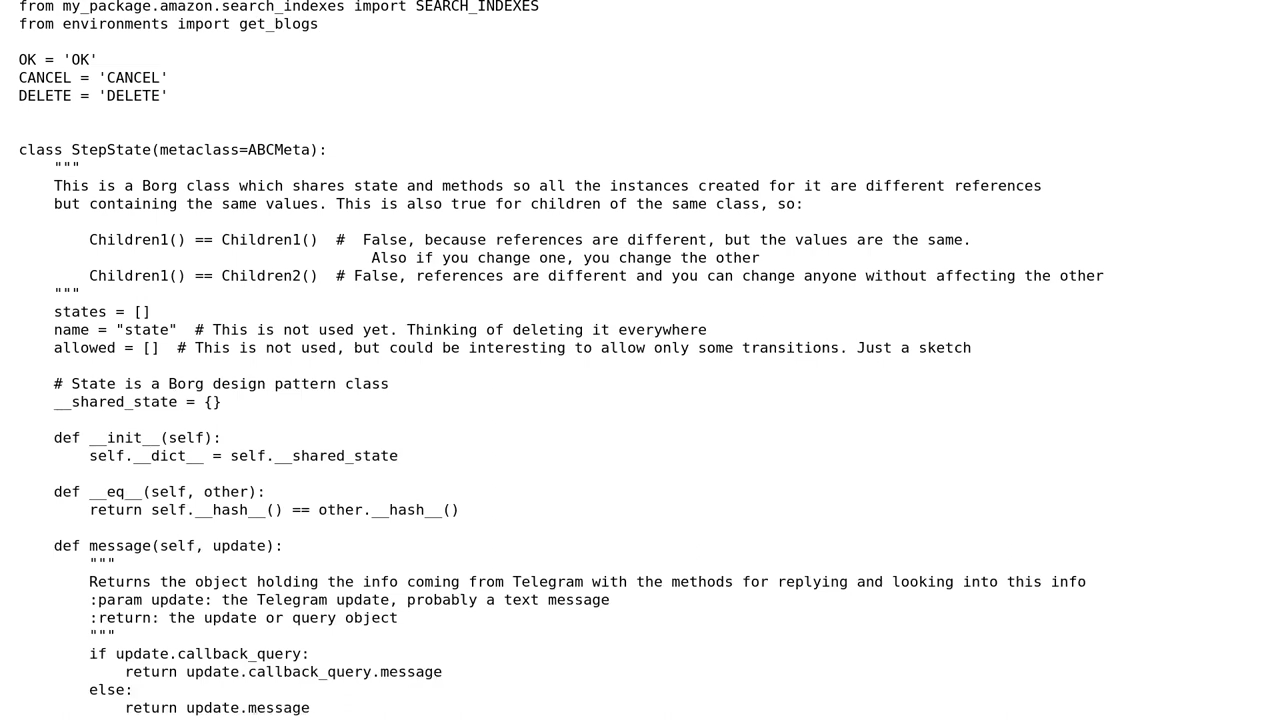 from my_package.amazon.search_indexes import SEARCH_INDEXES
from environments import get_blogs
OK = 'OK'
CANCEL = 'CANCEL'
DELETE = 'DELETE'
class StepState(metaclass=ABCMeta):
"""
This is a Borg class which shares state and methods so all the instances created for it are different references
but containing the same values. This is also true for children of the same class, so:
Children1() == Children1()  #  False, because references are different, but the values are the same.
Also if you change one, you change the other
Children1() == Children2()  # False, references are different and you can change anyone without affecting the other
"""
states = []
name = "state"  # This is not used yet. Thinking of deleting it everywhere
allowed = []  # This is not used, but could be interesting to allow only some transitions. Just a sketch
# State is a Borg design pattern class
__shared_state = {}
def __init__(self):
self.__dict__ = self.__shared_state
def __eq__(self, other):
return self.__hash__() == other.__hash__()
def message(self, update):
"""
Returns the object holding the info coming from Telegram with the methods for replying and looking into this info
:param update: the Telegram update, probably a text message
:return: the update or query object
"""
if update.callback_query:
return update.callback_query.message
else:
return update.message